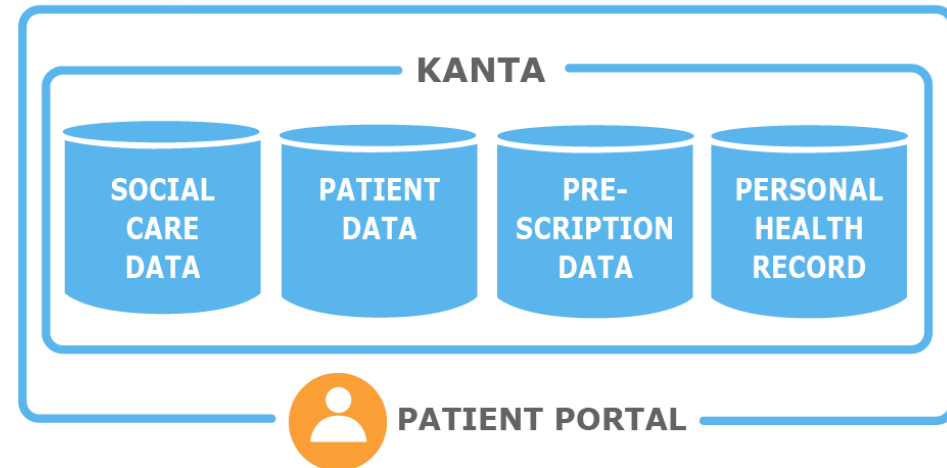 KANTA
SOCIAL
CARE
DATA
PATIENT
DATA
PRE-
SCRIPTION
DATA
PERSONAL
HEALTH
RECORD
PATIENT PORTAL